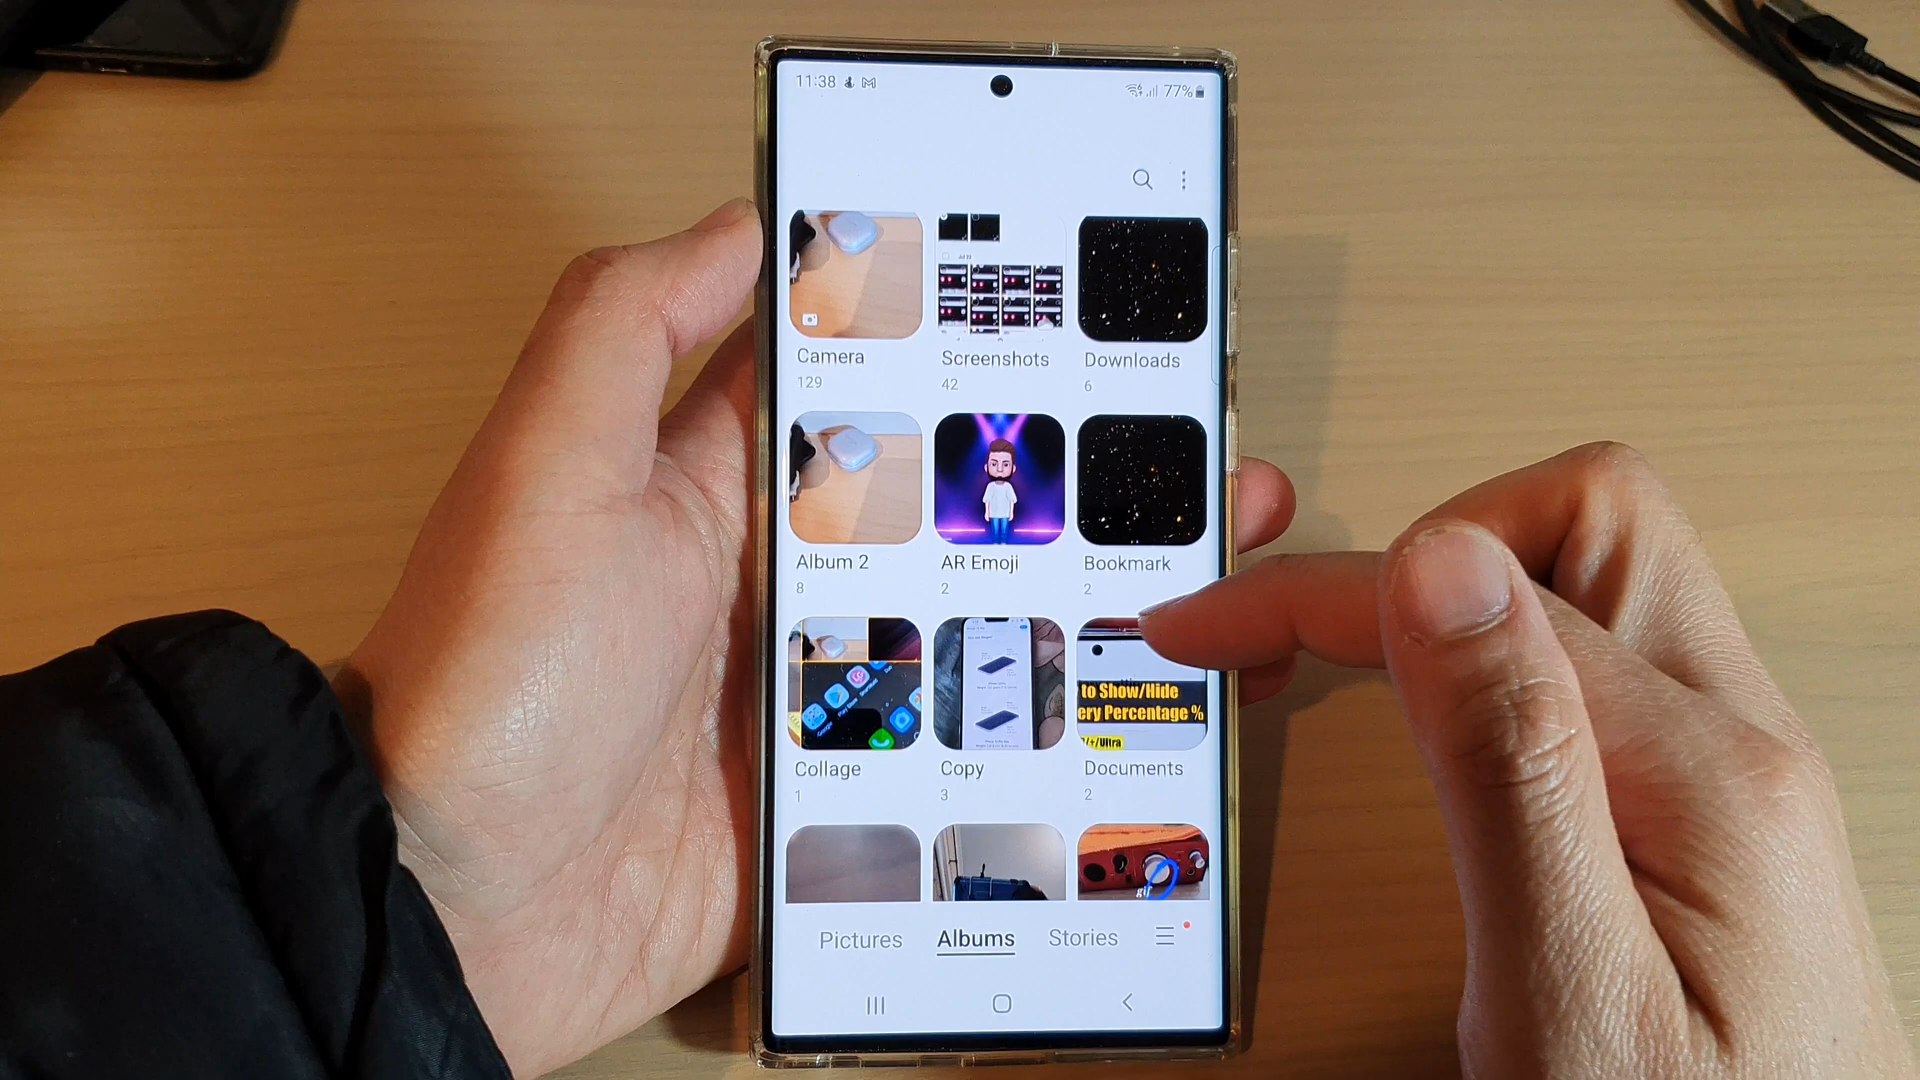 11:38
77%
Camera
129
Screenshots
42
Downloads
6
Album 2
8
AR Emoji
2
Bookmark
2
to Show/Hide
ery Percentage %
/+/Ultra
Collage
1
Copy
3
Documents
2
Pictures
Albums
Stories